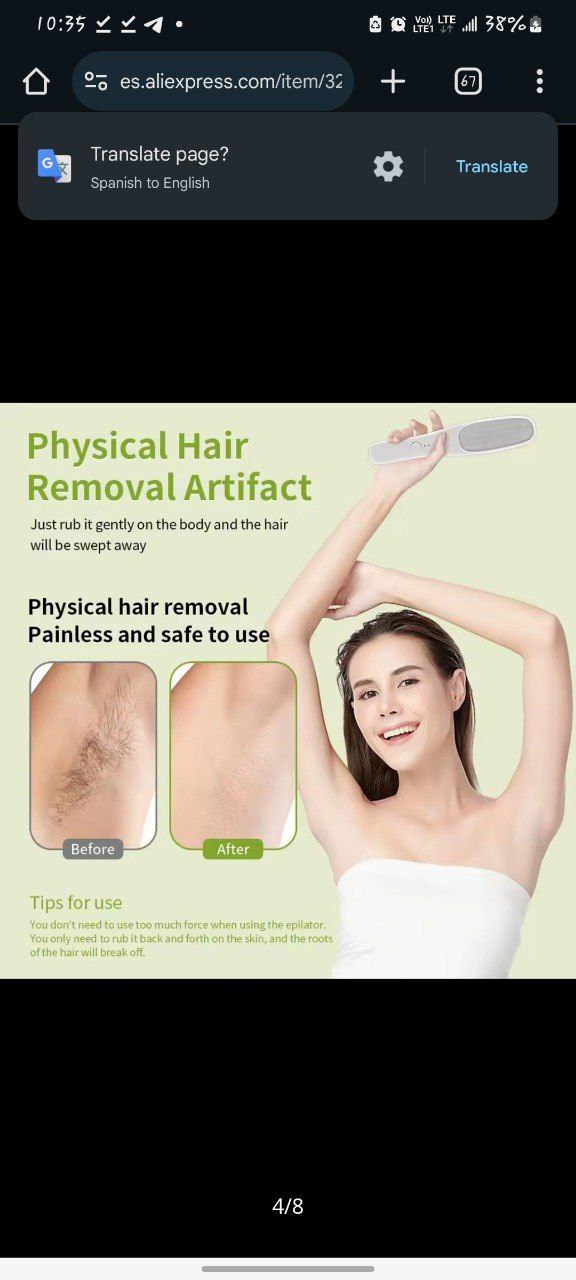 10:35
Vo) LTE
LTE1
38%
es.aliexpress.com/item/32
67
Translate page?
Spanish to English
Translate
Physical Hair
Removal Artifact
Just rub it gently on the body and the hair
will be swept away
Physical hair removal
Painless and safe to use
Before
After
Tips for use
You don't need to use too much force when using the epilator.
You only need to rub it back and forth on the skin, and the roots
of the hair will break off.
4/8